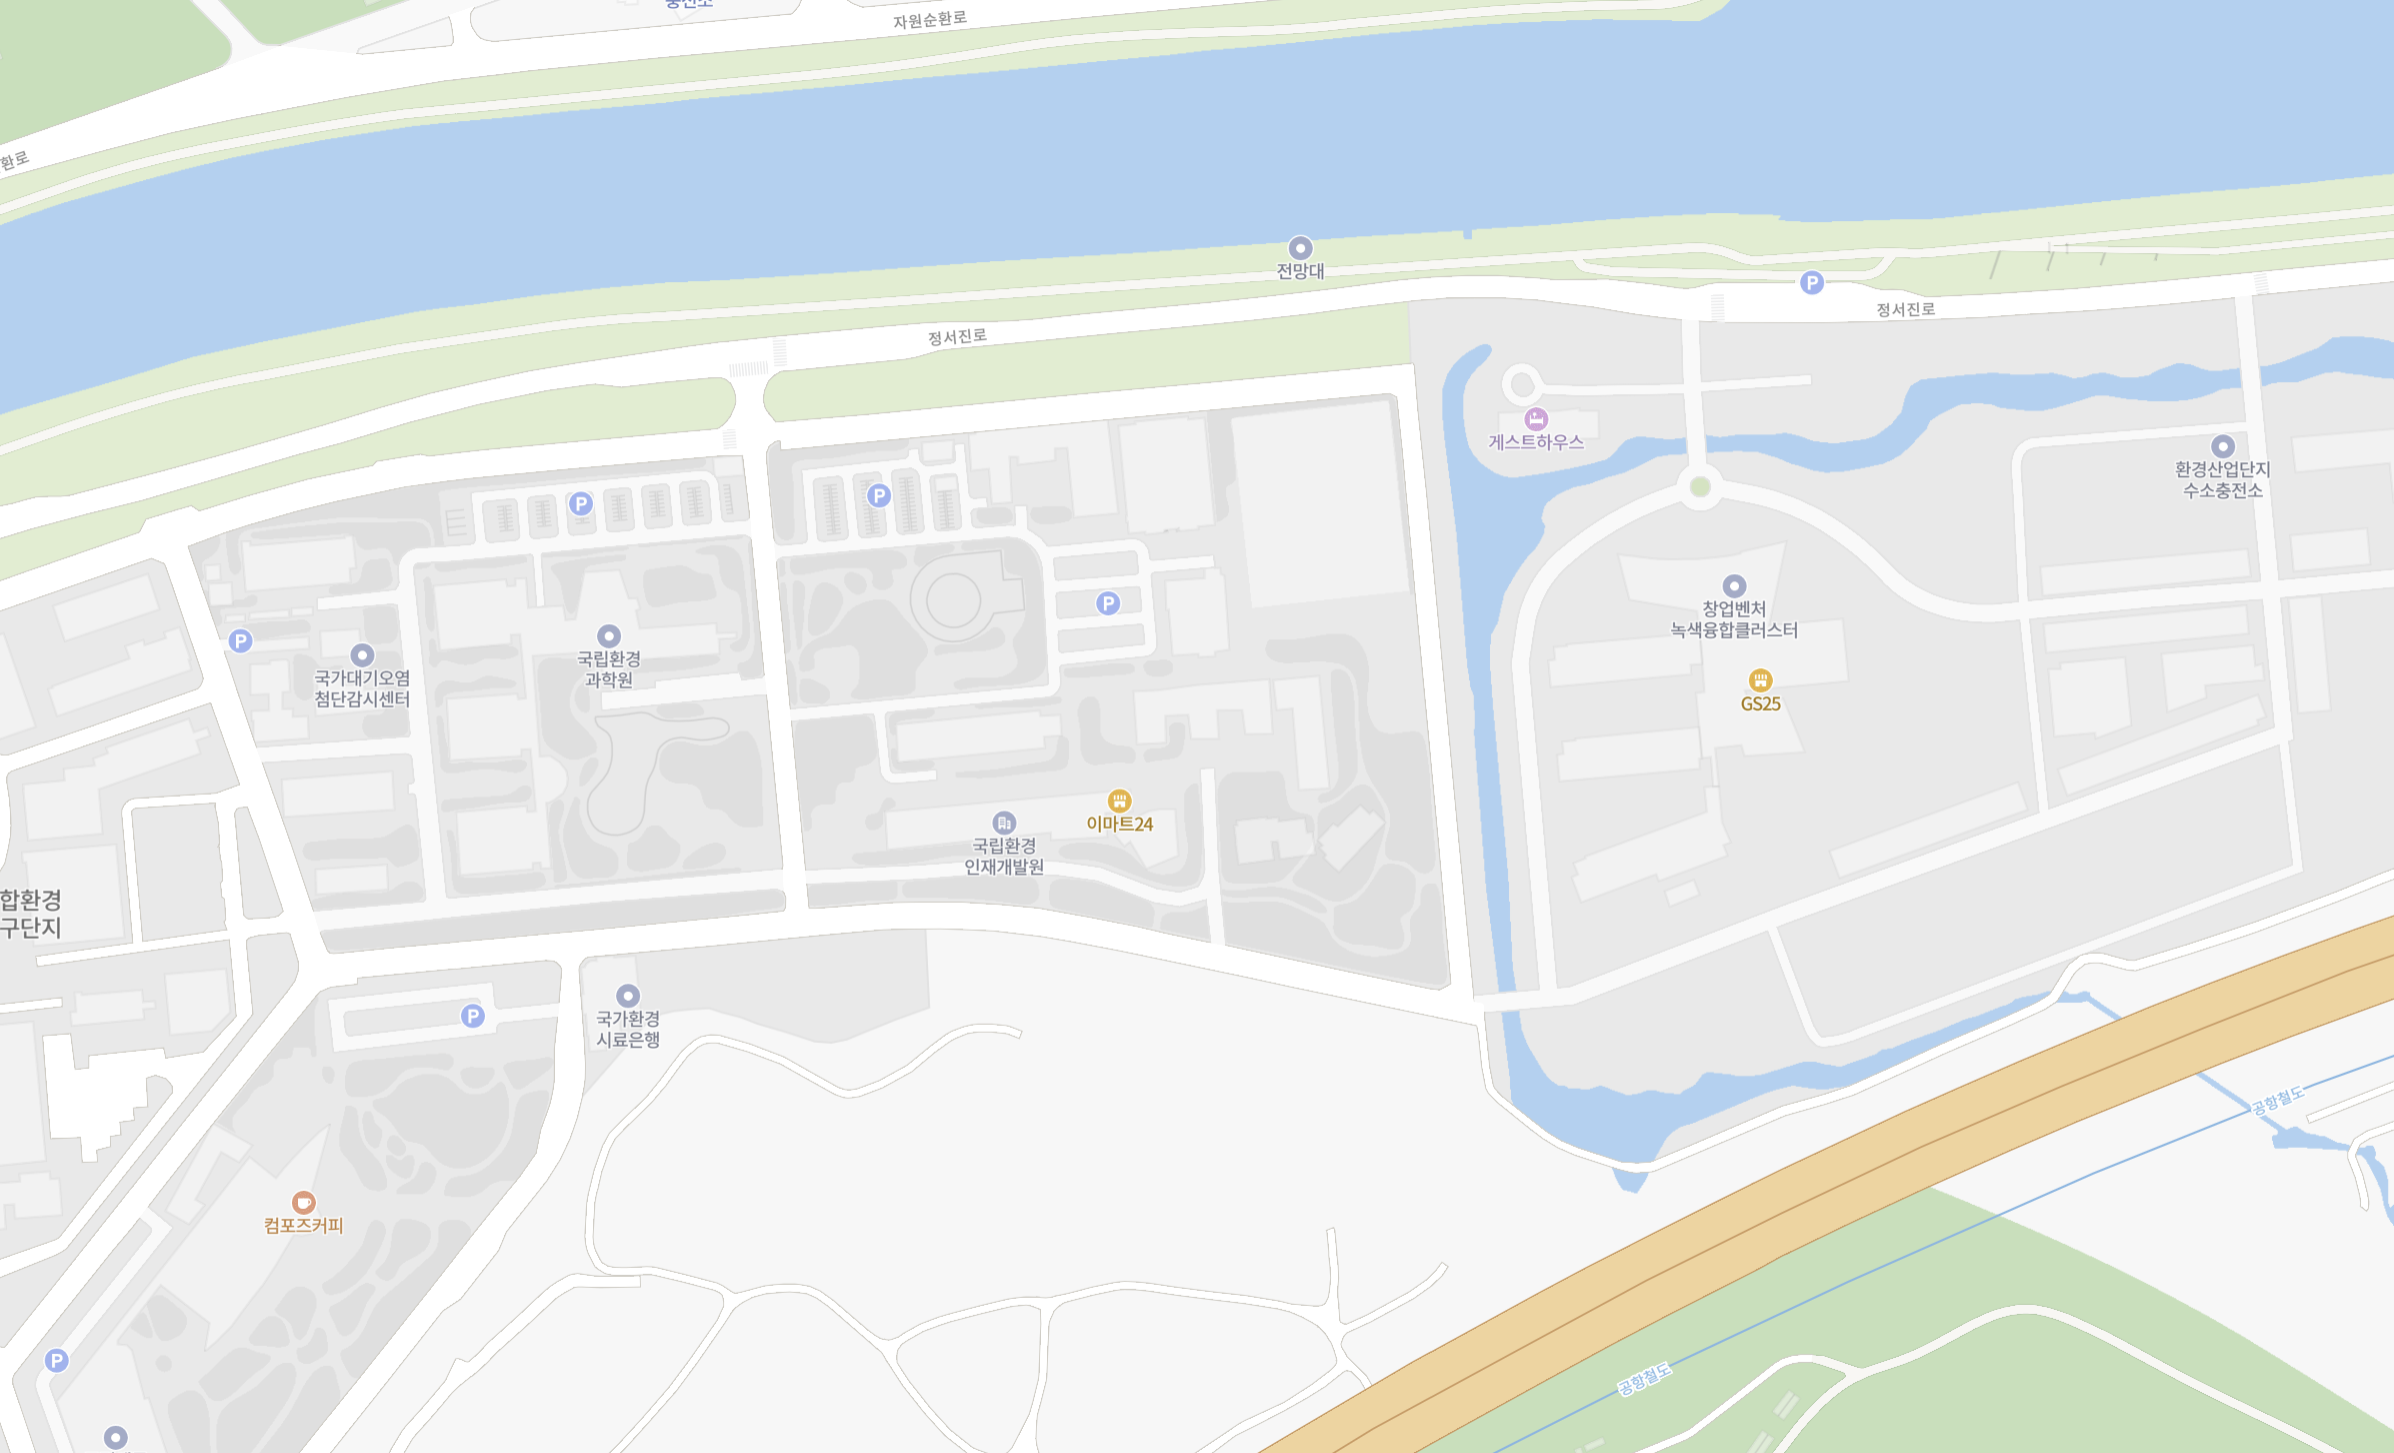 충전소
자원순환로
환로
전망대
정서진로
정서진로
게스트하우스
환경산업단지
수소충전소
P
P
P
P
P
P
P
창업벤처
녹색융합클러스터
GS25
국립환경
과학원
국가대기오염
첨단감시센터
이마트24
국립환경
인재개발원
합환경
구단지
국가환경
시료은행
공항철도
컴포즈커피
공항철도